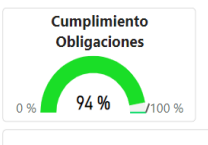 Cumplimiento
Obligaciones
94 %
0 %
/100 %